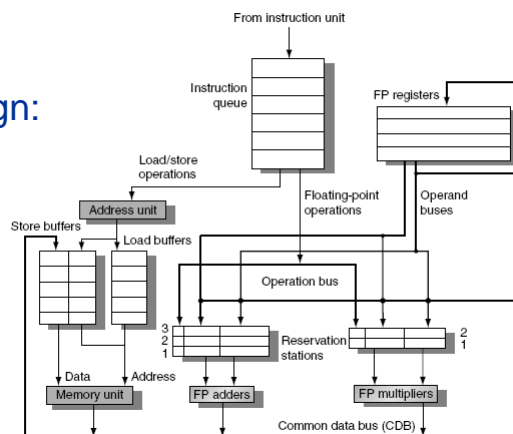 gn:
From instruction unit
Instruction
queue
FP registers
Load/store
operations
Floating-point
operations
Operand
buses
Address unit
Store buffers
Load buffers
Operation bus
3
2
1
Reservation
stations
2
1
Data
Address
Memory unit
FP adders
FP multipliers
Common data bus (CDB)